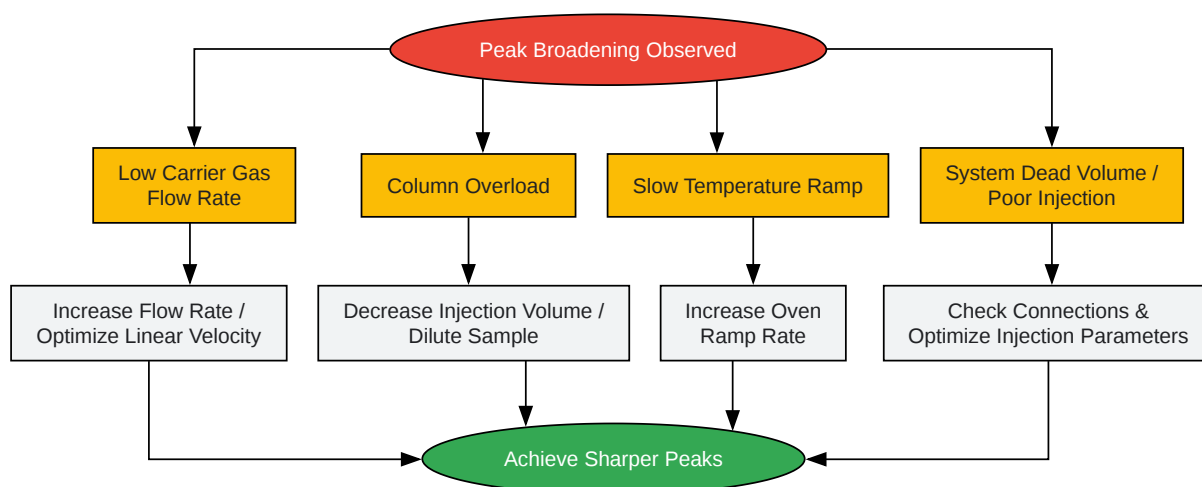 Peak Broadening Observed
Low Carrier Gas
Flow Rate
Column Overload
Slow Temperature Ramp
System Dead Volume /
Poor Injection
Increase Flow Rate /
Optimize Linear Velocity
Decrease Injection Volume /
Dilute Sample
Increase Oven
Ramp Rate
Check Connections &
Optimize Injection Parameters
Achieve Sharper Peaks